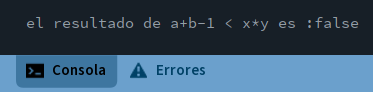 el resultado de a+b-1 < x*y es :false
Consola Errores